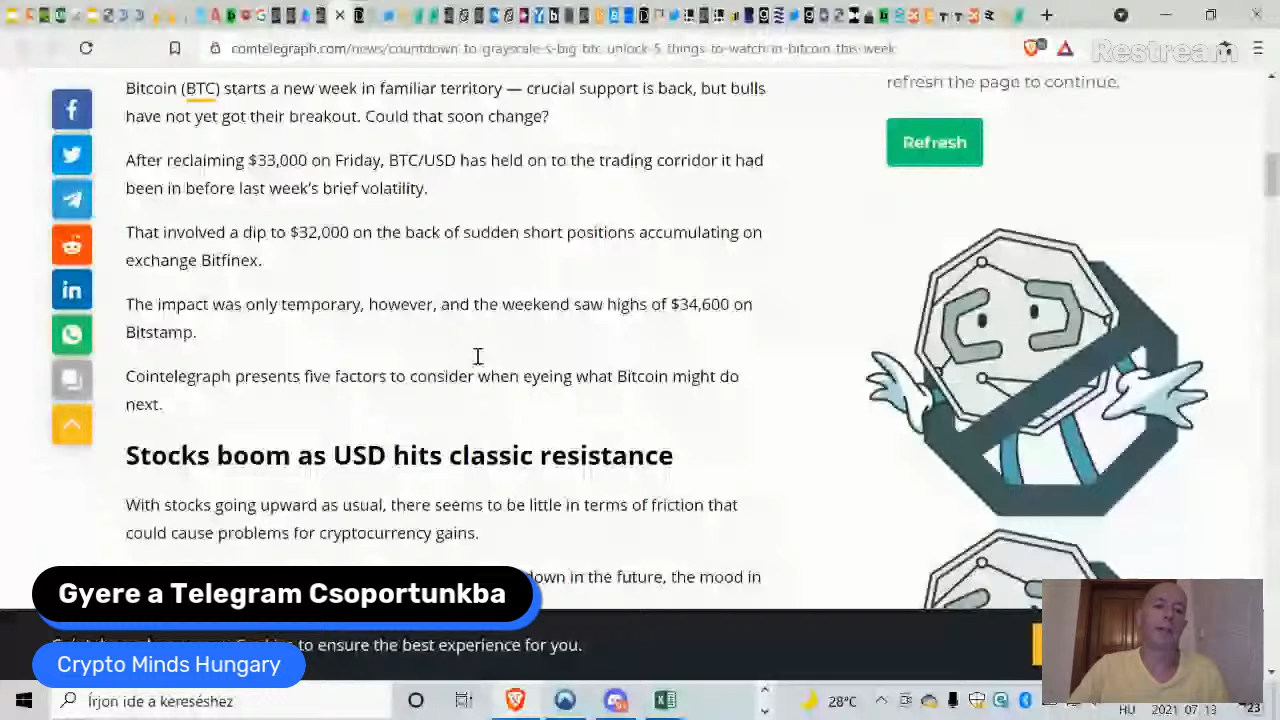 cointelegraph.com/news/countdown-to-grayscale-s-big-btc-unlock-5-things-to-watch-in-bitcoin-this-week
Restream
Bitcoin (BTC) starts a new week in familiar territory — crucial support is back, but bulls
have not yet got their breakout. Could that soon change?
After reclaiming $33,000 on Friday, BTC/USD has held on to the trading corridor it had
been in before last week's brief volatility.
That involved a dip to $32,000 on the back of sudden short positions accumulating on
exchange Bitfinex.
The impact was only temporary, however, and the weekend saw highs of $34,600 on
Bitstamp.
Cointelegraph presents five factors to consider when eyeing what Bitcoin might do
next.
Stocks boom as USD hits classic resistance
With stocks going upward as usual, there seems to be little in terms of friction that
could cause problems for cryptocurrency gains.
down in the future, the mood in
refresh the page to continue.
Refresh
to ensure the best experience for you.
Gyere a Telegram Csoportunkba
Crypto Minds Hungary
Írjon ide a kereséshez
28°C
HU
2021. 07. 13.